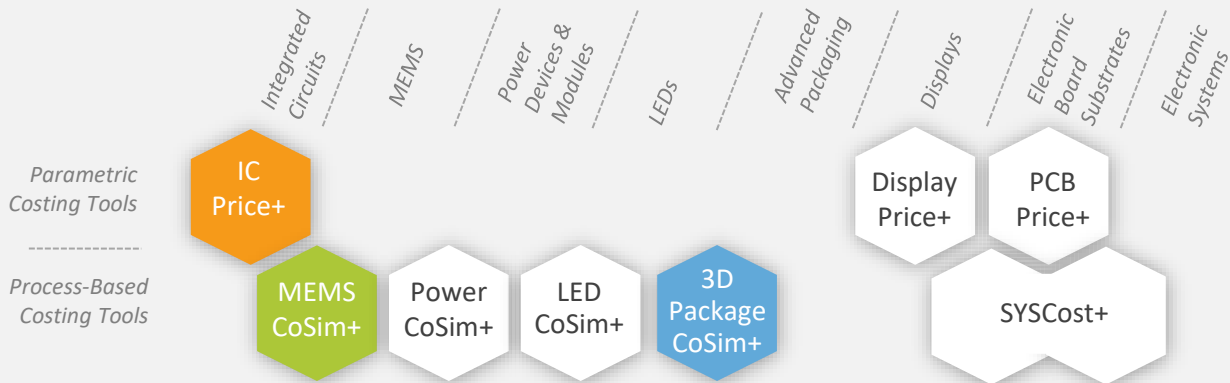 Integrated
Circuits
MEMS
Power
Devices &
Modules
LEDs
Advanced
Packaging
Displays
Electronic
Board
Substrates
Electronic
Systems
Parametric
Costing Tools
IC
Price+
Display
Price+
PCB
Price+
Process-Based
Costing Tools
MEMS
CoSim+
Power
CoSim+
LED
CoSim+
3D
Package
CoSim+
SYSCost+